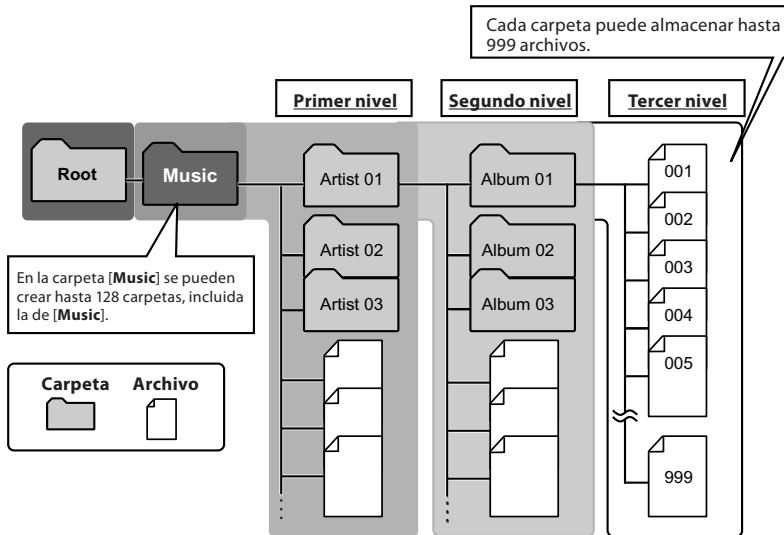 Cada carpeta puede almacenar hasta
999 archivos.
Primer nivel
Segundo nivel
Tercer nivel
Root
Music
Artist 01
Album 01
001
002
003
004
005
999
Artist 02
Album 02
Artist 03
Album 03
En la carpeta [Music] se pueden
crear hasta 128 carpetas, incluida
la de [Music].
Carpeta
Archivo